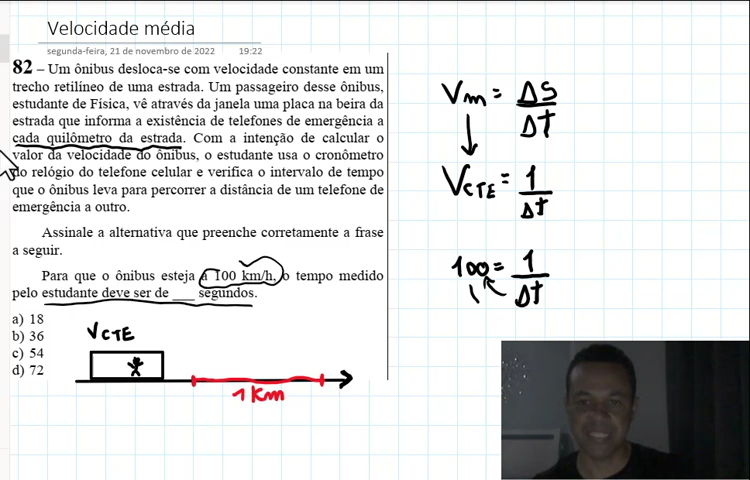 Velocidade média
segunda-feira, 21 de novembro de 2022 19:22
82 – Um ônibus desloca-se com velocidade constante em um
trecho retilíneo de uma estrada. Um passageiro desse ônibus,
estudante de Física, vê através da janela uma placa na beira da
estrada que informa a existência de telefones de emergência a
cada quilômetro da estrada. Com a intenção de calcular o
valor da velocidade do ônibus, o estudante usa o cronômetro
do relógio do telefone celular e verifica o intervalo de tempo
que o ônibus leva para percorrer a distância de um telefone de
emergência a outro.
Assinale a alternativa que preenche corretamente a frase
a seguir.
Para que o ônibus esteja a 100 km/h, o tempo medido
pelo estudante deve ser de ___ segundos.
a) 18
b) 36
c) 54
d) 72
VCTE
1 Km
Vm = ΔS/ΔT
VCTE = 1/Δt
100 = 1/Δt